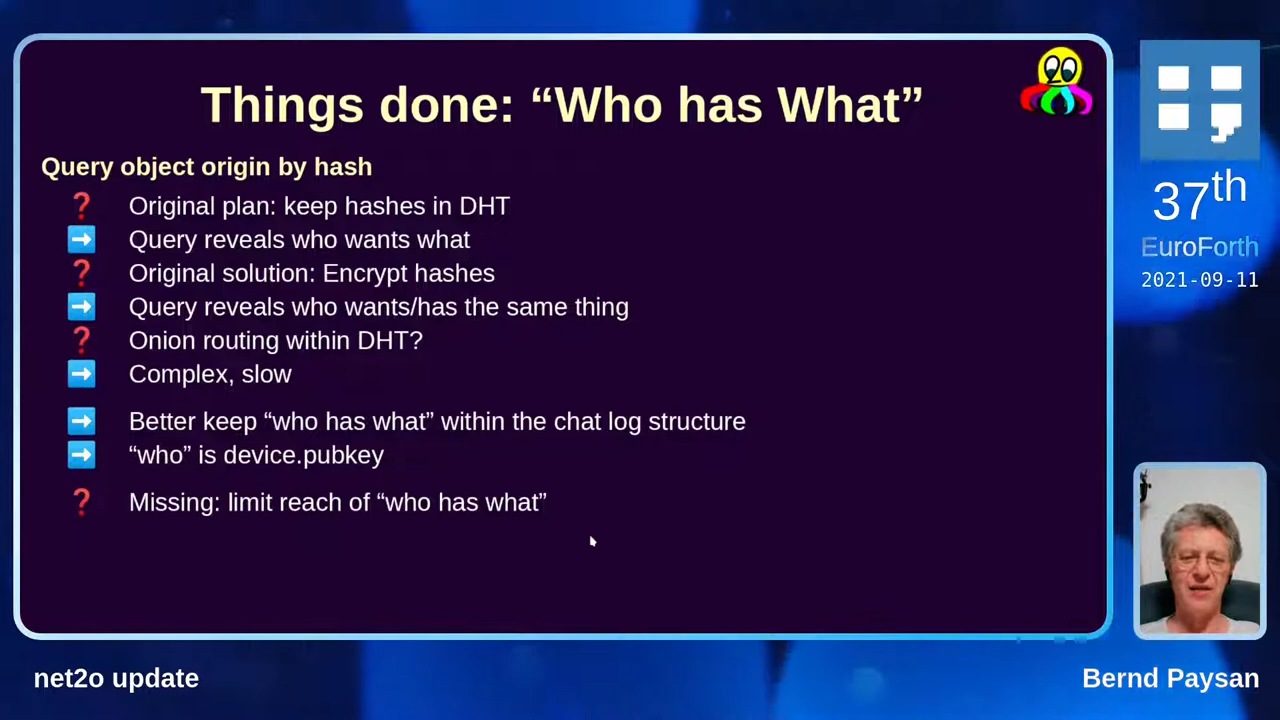 Things done: “Who has What”
Query object origin by hash
❓ Original plan: keep hashes in DHT
➡ Query reveals who wants what
❓ Original solution: Encrypt hashes
➡ Query reveals who wants/has the same thing
❓ Onion routing within DHT?
➡ Complex, slow
➡ Better keep “who has what” within the chat log structure
➡ “who” is device.pubkey
❓ Missing: limit reach of “who has what”
37th
EuroForth
2021-09-11
net2o update
Bernd Paysan